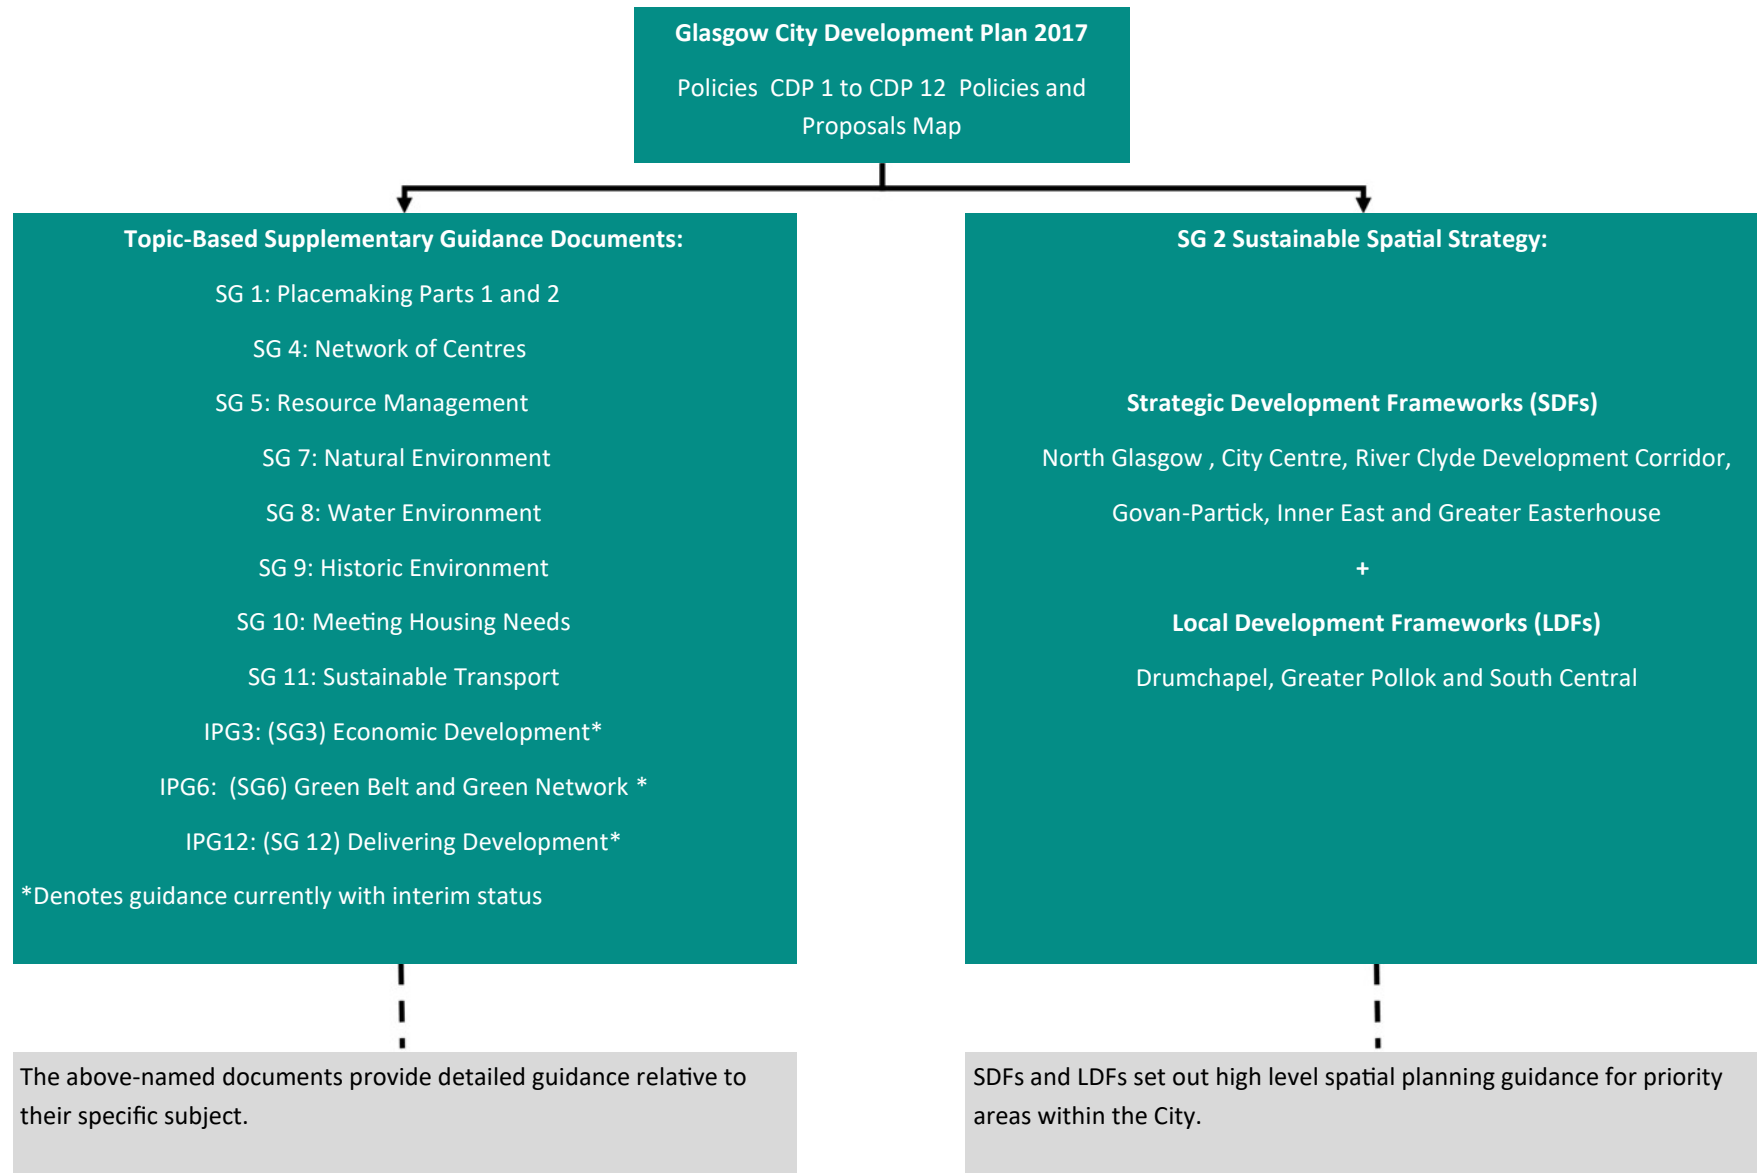 Glasgow City Development Plan 2017
Policies CDP 1 to CDP 12 Policies and
Proposals Map
Topic-Based Supplementary Guidance Documents:
SG 1: Placemaking Parts 1 and 2
SG 4: Network of Centres
SG 5: Resource Management
SG 7: Natural Environment
SG 8: Water Environment
SG 9: Historic Environment
SG 10: Meeting Housing Needs
SG 11: Sustainable Transport
IPG3: (SG3) Economic Development*
IPG6: (SG6) Green Belt and Green Network *
IPG12: (SG 12) Delivering Development*
*Denotes guidance currently with interim status
SG 2 Sustainable Spatial Strategy:
Strategic Development Frameworks (SDFs)
North Glasgow , City Centre, River Clyde Development Corridor,
Govan-Partick, Inner East and Greater Easterhouse
+
Local Development Frameworks (LDFs)
Drumchapel, Greater Pollok and South Central
The above-named documents provide detailed guidance relative to
their specific subject.
SDFs and LDFs set out high level spatial planning guidance for priority
areas within the City.